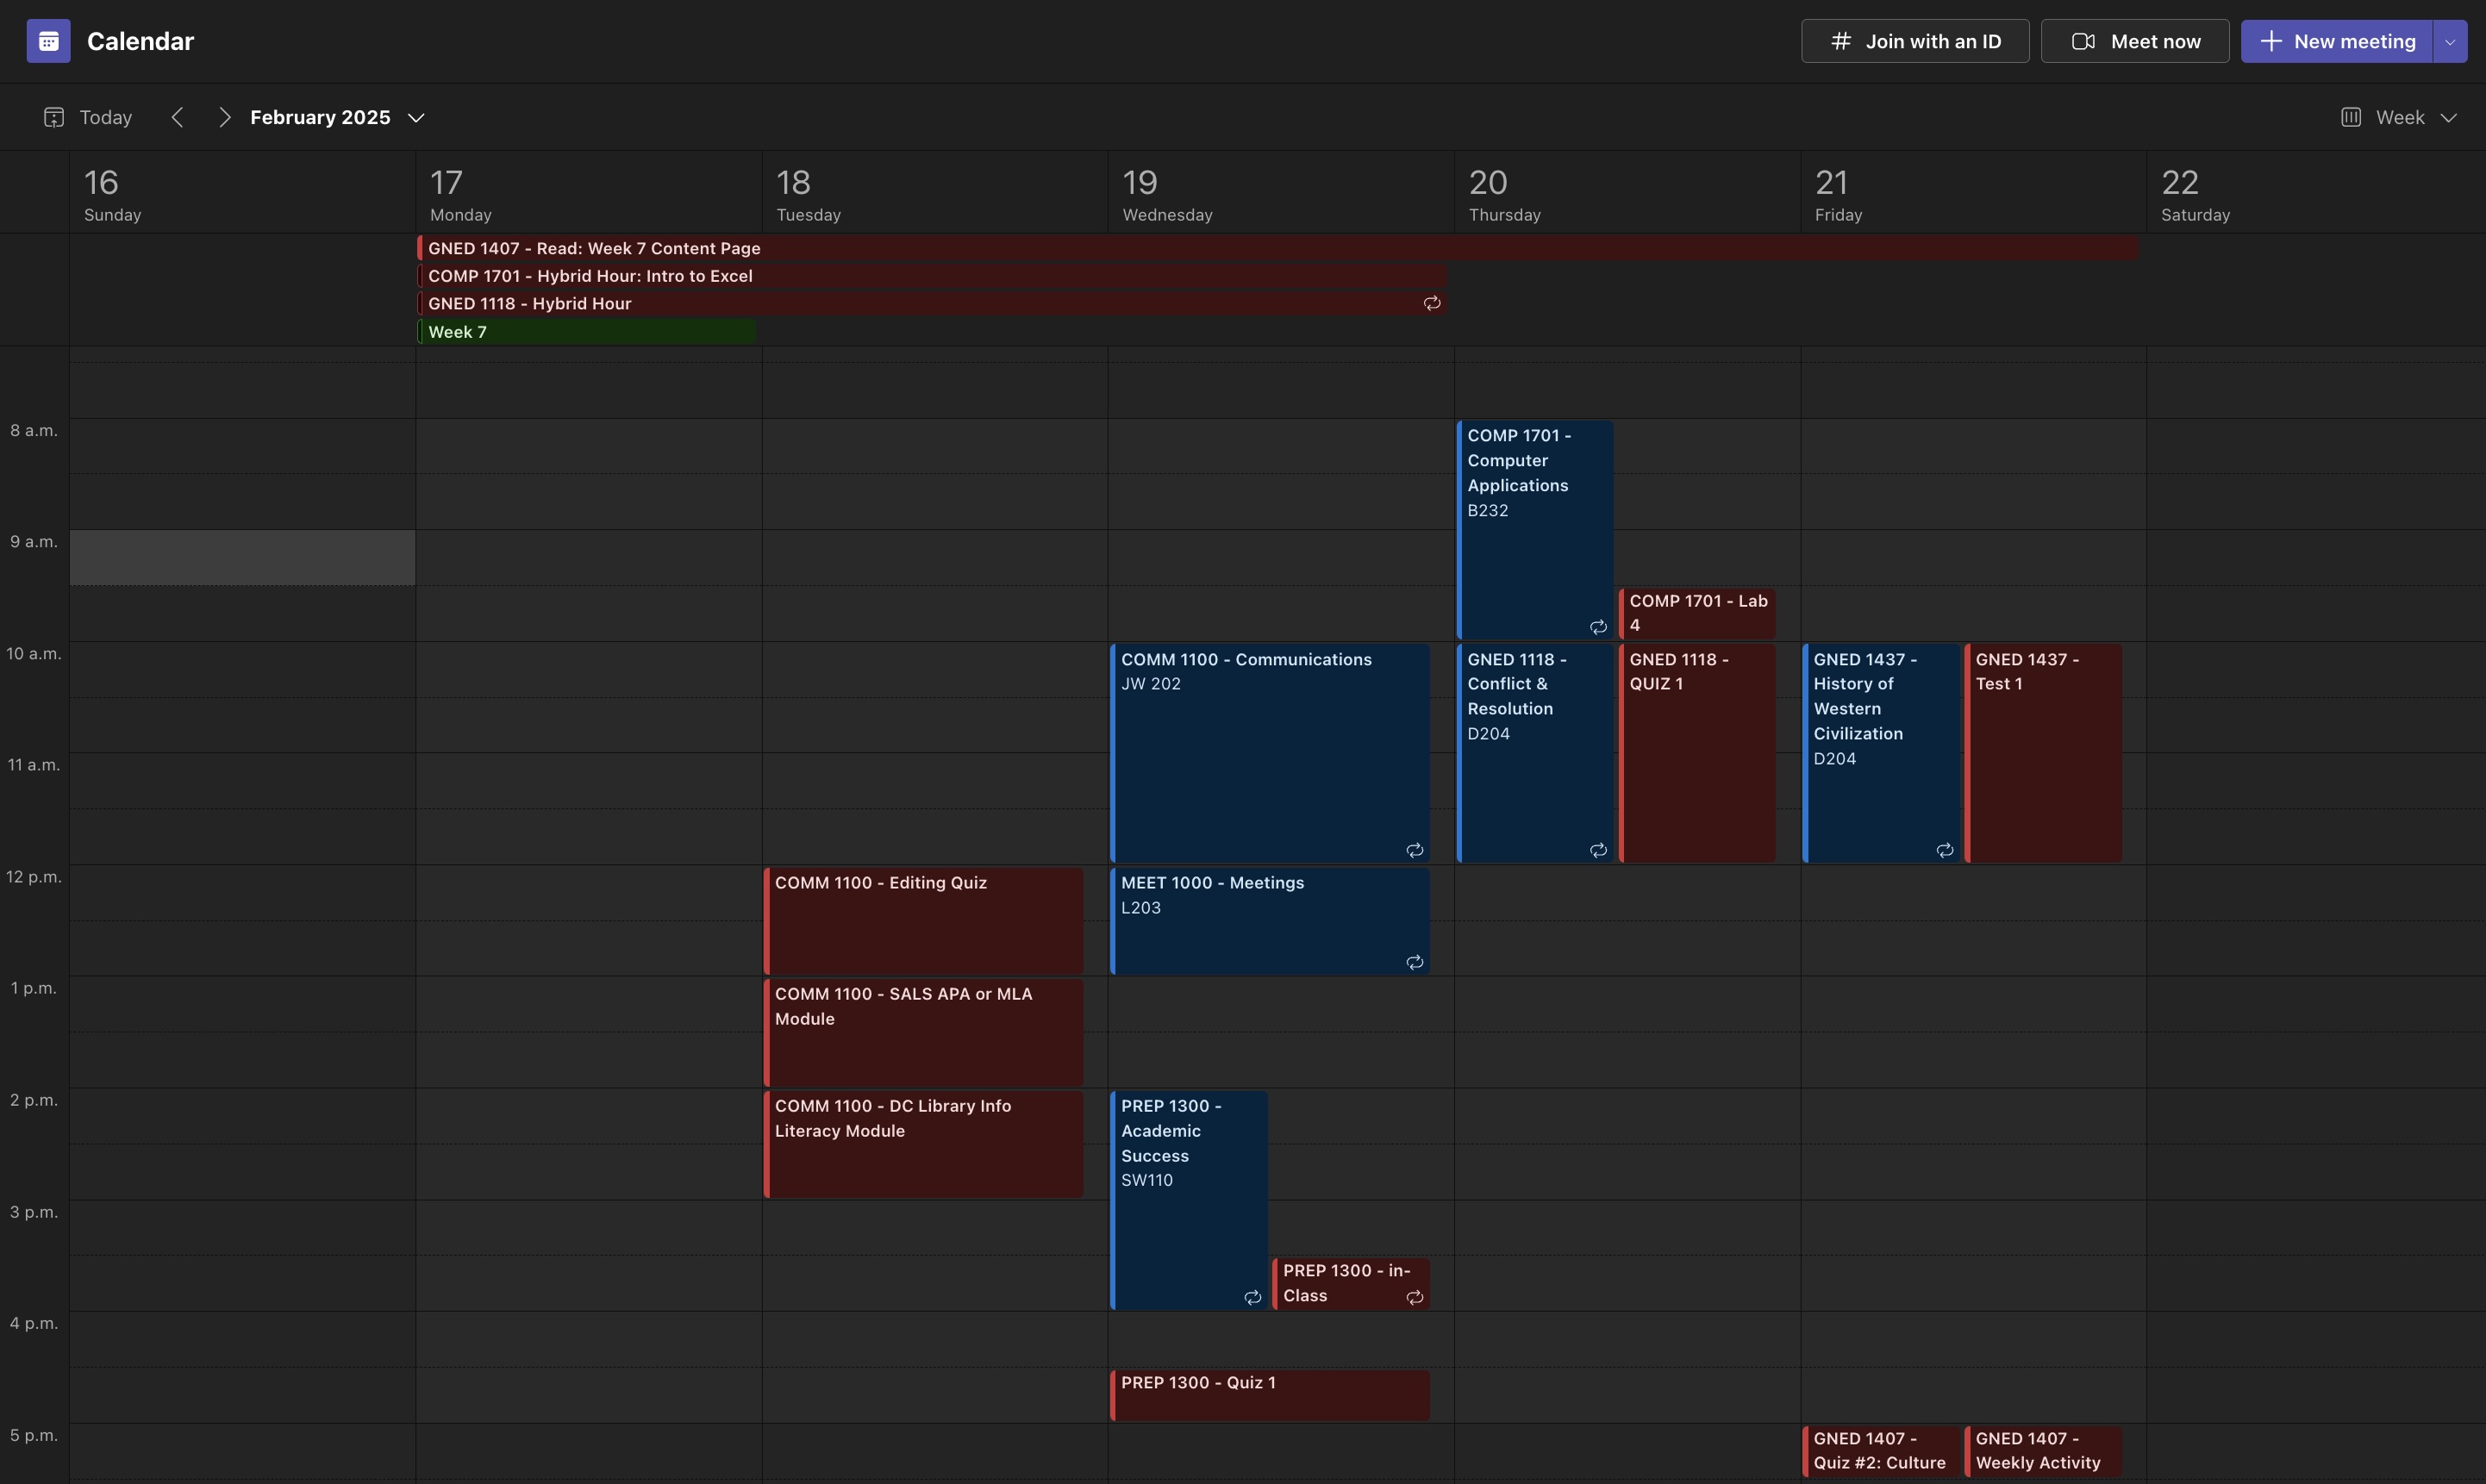 Calendar
Join with an ID
Meet now
New meeting
Today
February 2025
Week
16
Sunday
17
Monday
18
Tuesday
19
Wednesday
20
Thursday
21
Friday
22
Saturday
GNED 1407 - Read: Week 7 Content Page
COMP 1701 - Hybrid Hour: Intro to Excel
GNED 1118 - Hybrid Hour
Week 7
8 a.m.
9 a.m.
10 a.m.
11 a.m.
12 p.m.
1 p.m.
2 p.m.
3 p.m.
4 p.m.
5 p.m.
COMM 1100 - Editing Quiz
COMM 1100 - SALS APA or MLA
Module
COMM 1100 - DC Library Info
Literacy Module
COMM 1100 - Communications
JW 202
MEET 1000 - Meetings
L203
PREP 1300 -
Academic
Success
SW110
PREP 1300 - in-
Class
PREP 1300 - Quiz 1
COMP 1701 -
Computer
Applications
B232
COMP 1701 - Lab
4
GNED 1118 -
Conflict &
Resolution
D204
GNED 1118 -
QUIZ 1
GNED 1437 -
History of
Western
Civilization
D204
GNED 1437 -
Test 1
GNED 1407 -
Quiz #2: Culture
GNED 1407 -
Weekly Activity